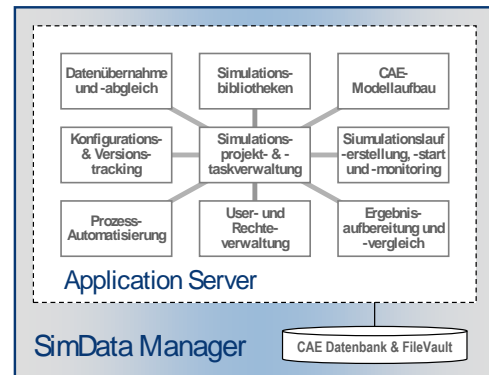 Datenübernahme
und -abgleich
Simulations-
bibliotheken
CAE-
Modellaufbau
Konfigurations-
& Versions-
tracking
Simulations-
projekt- & -
taskverwaltung
Siumulationslauf
-erstellung, -start
und -monitoring
Prozess-
Automatisierung
User- und
Rechte-
verwaltung
Ergebnis-
aufbereitung und
-vergleich
Application Server
SimData Manager
CAE Datenbank & FileVault